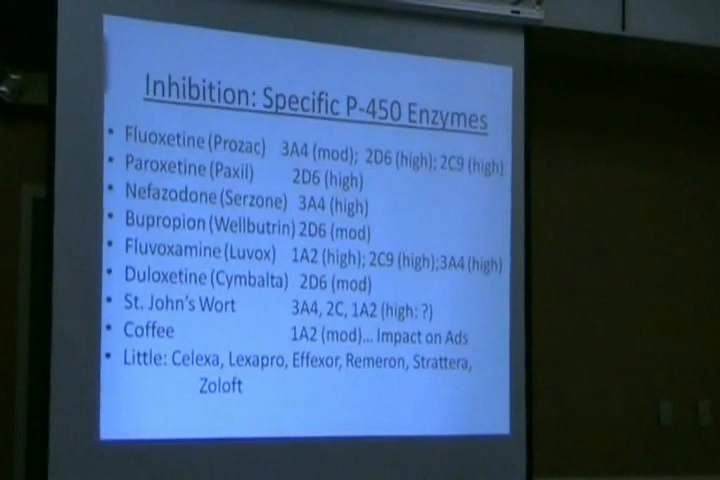 Inhibition: Specific P-450 Enzymes
• Fluoxetine (Prozac) 3A4 (mod); 2D6 (high); 2C9 (high)
• Paroxetine (Paxil) 2D6 (high)
• Nefazodone (Serzone) 3A4 (high)
• Bupropion (Wellbutrin) 2D6 (mod)
• Fluvoxamine (Luvox) 1A2 (high); 2C9 (high);3A4 (high)
• Duloxetine (Cymbalta) 2D6 (mod)
• St. John's Wort 3A4, 2C, 1A2 (high: ?)
• Coffee 1A2 (mod)... Impact on Ads
• Little: Celexa, Lexapro, Effexor, Remeron, Strattera,
Zoloft